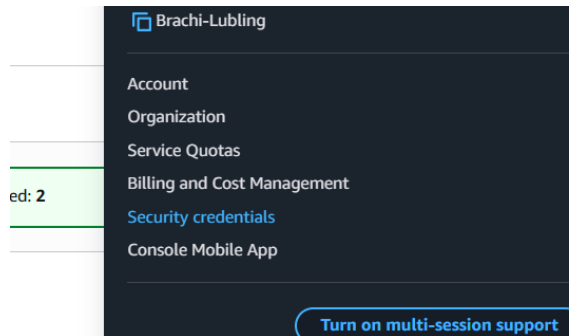 Brachi-Lubling
Account
Organization
Service Quotas
Billing and Cost Management
ed: 2
Security credentials
Console Mobile App
Turn on multi-session support